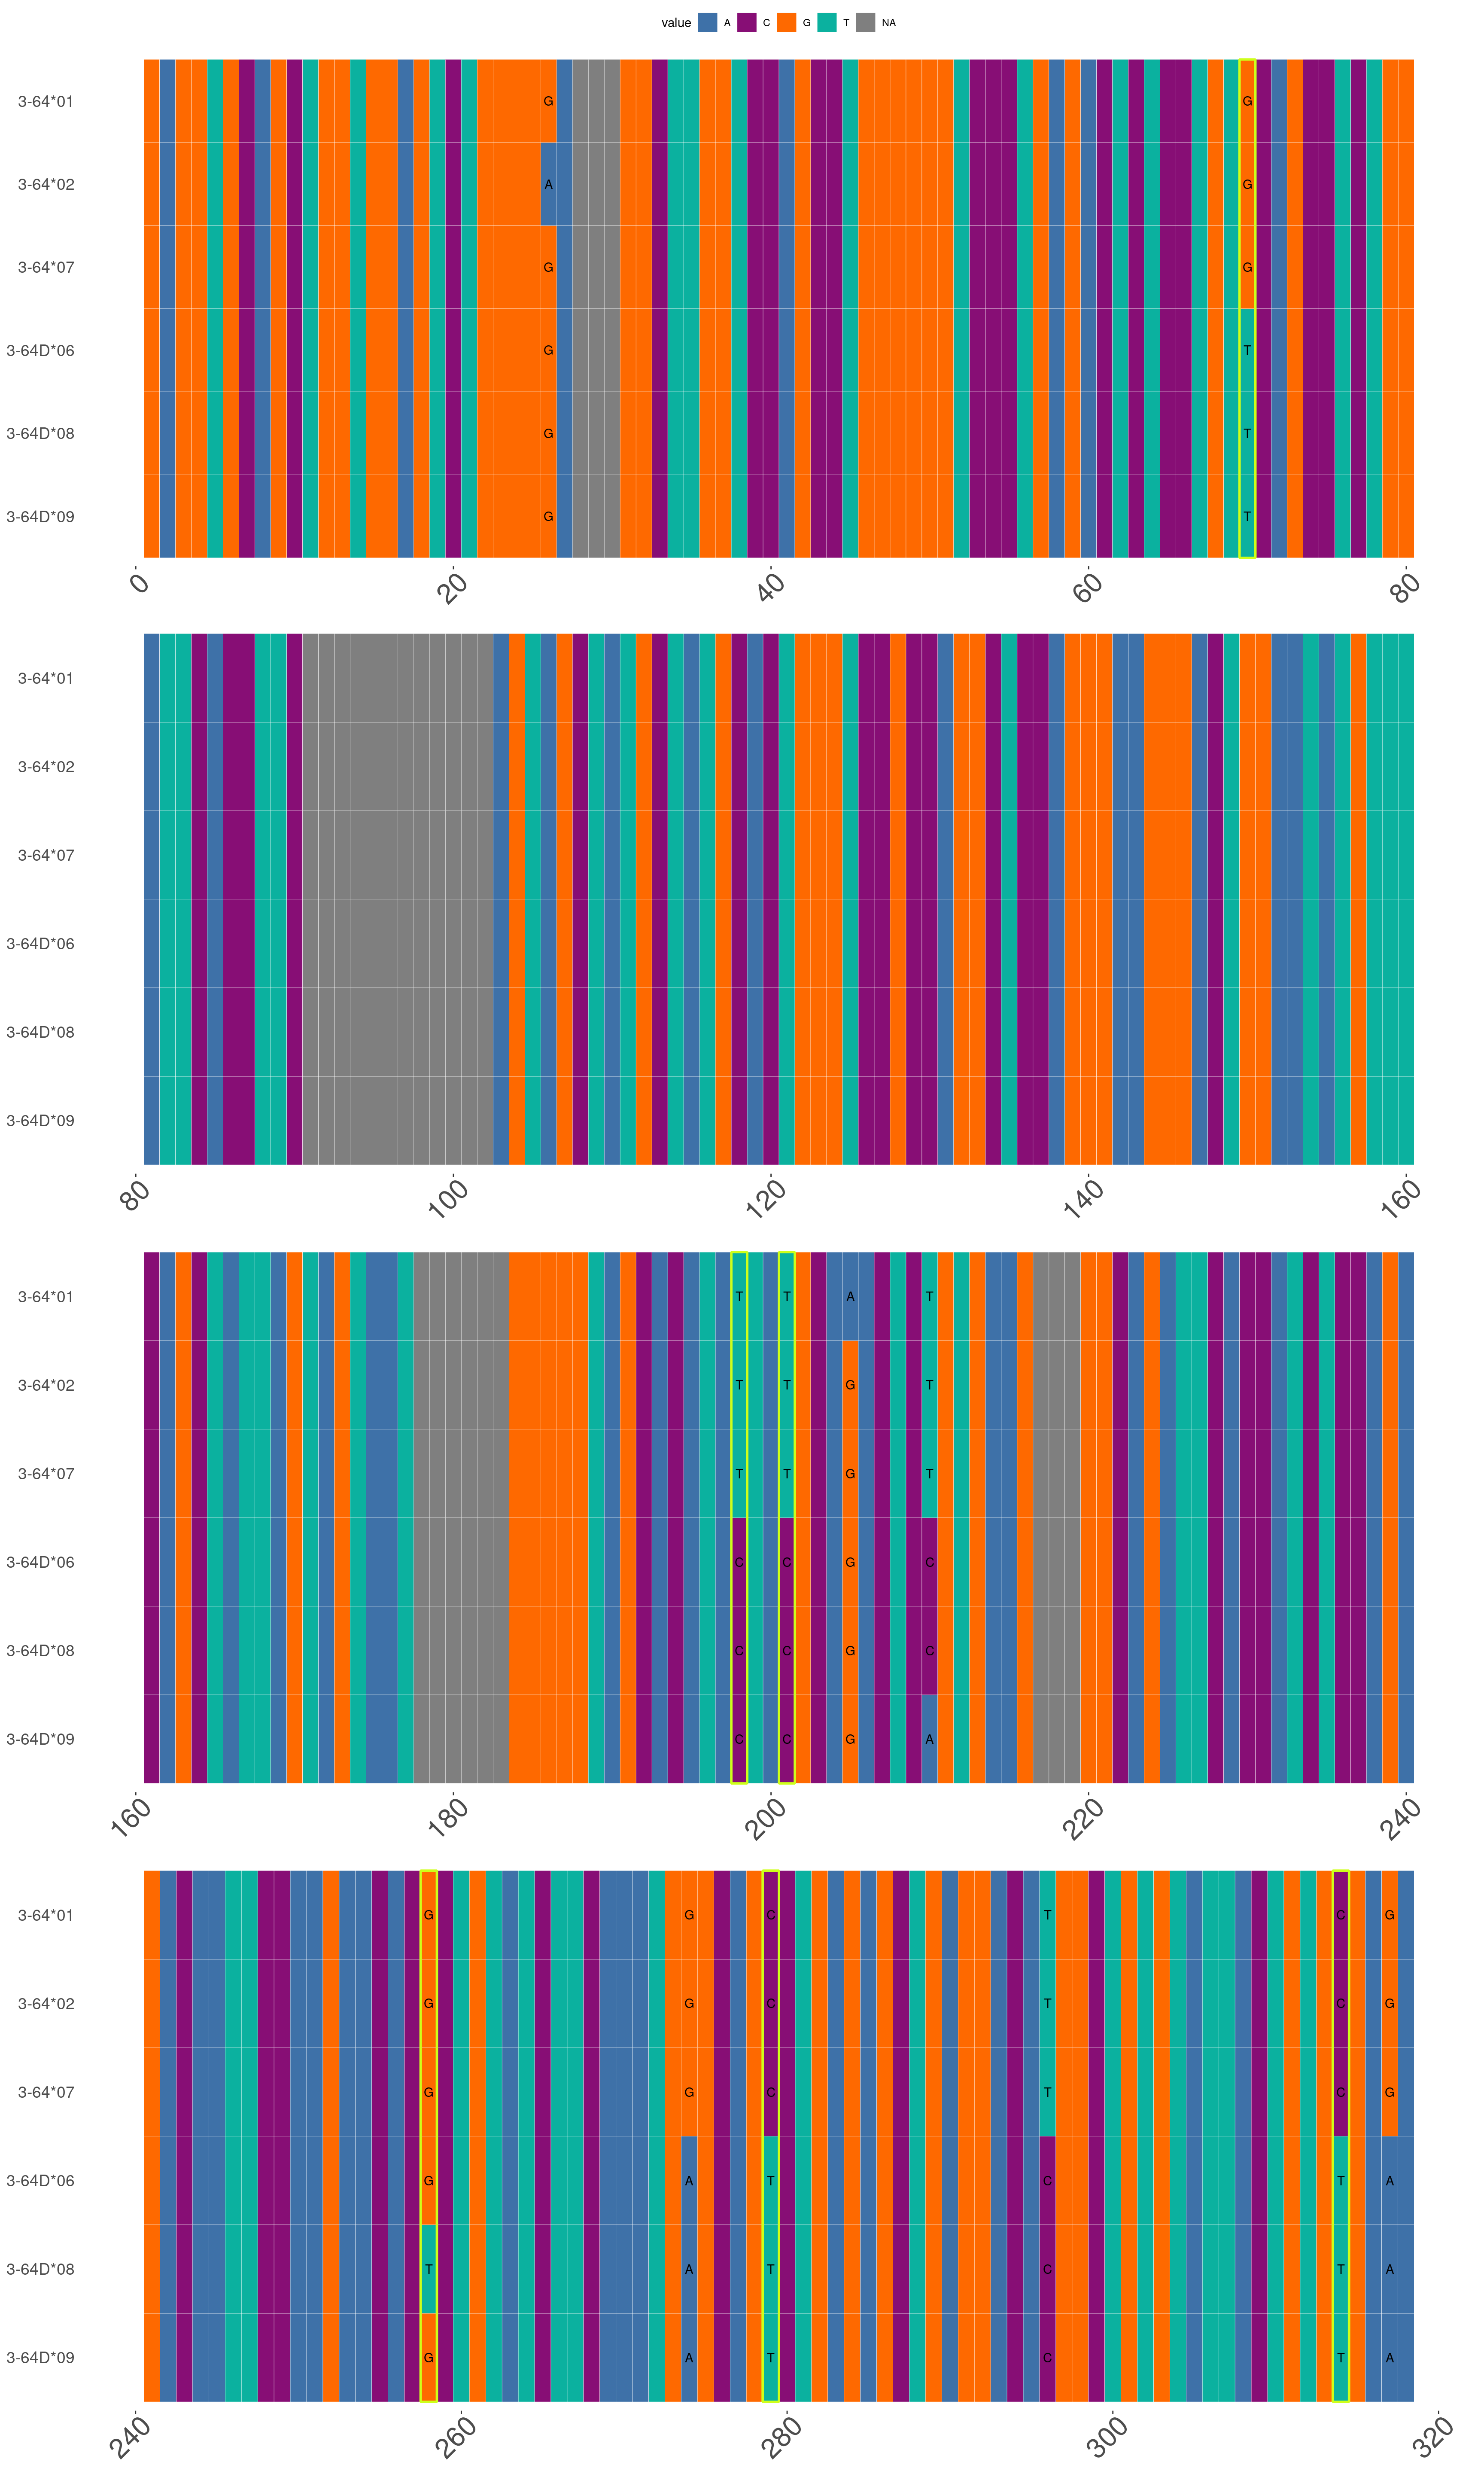 value A C G T NA
3-64*01 G G
3-64*02 A G
3-64*07 G G
3-64D*06 G T
3-64D*08 G T
3-64D*09 G T
0 20 40 60 80
3-64*01
3-64*02
3-64*07
3-64D*06
3-64D*08
3-64D*09
80 100 120 140 160
3-64*01 T T A T
3-64*02 T T G T
3-64*07 T T G T
3-64D*06 C C G C
3-64D*08 C C G C
3-64D*09 C C G A
160 180 200 220 240
3-64*01 G G C T C G
3-64*02 G G C T C G
3-64*07 G G C T C G
3-64D*06 G A T C T A
3-64D*08 T A T C T A
3-64D*09 G A T C T A
240 260 280 300 320